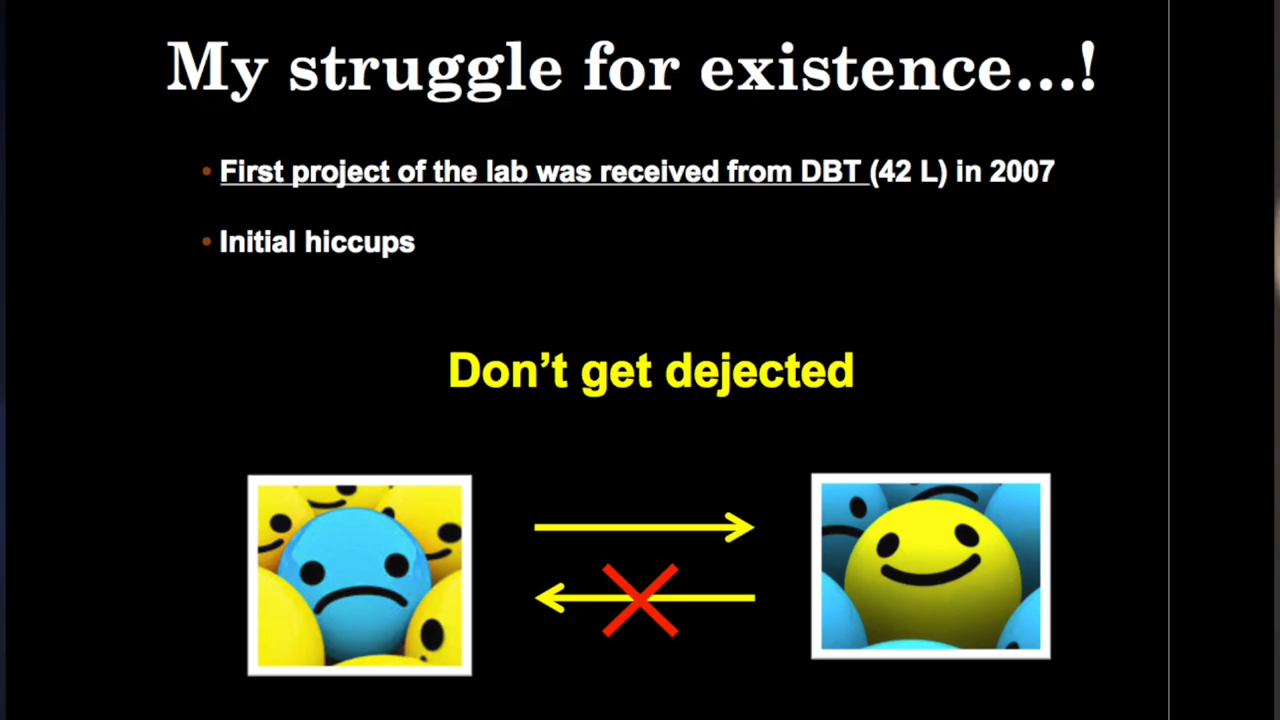 My struggle for existence...!
• First project of the lab was received from DBT (42 L) in 2007
• Initial hiccups
Don’t get dejected